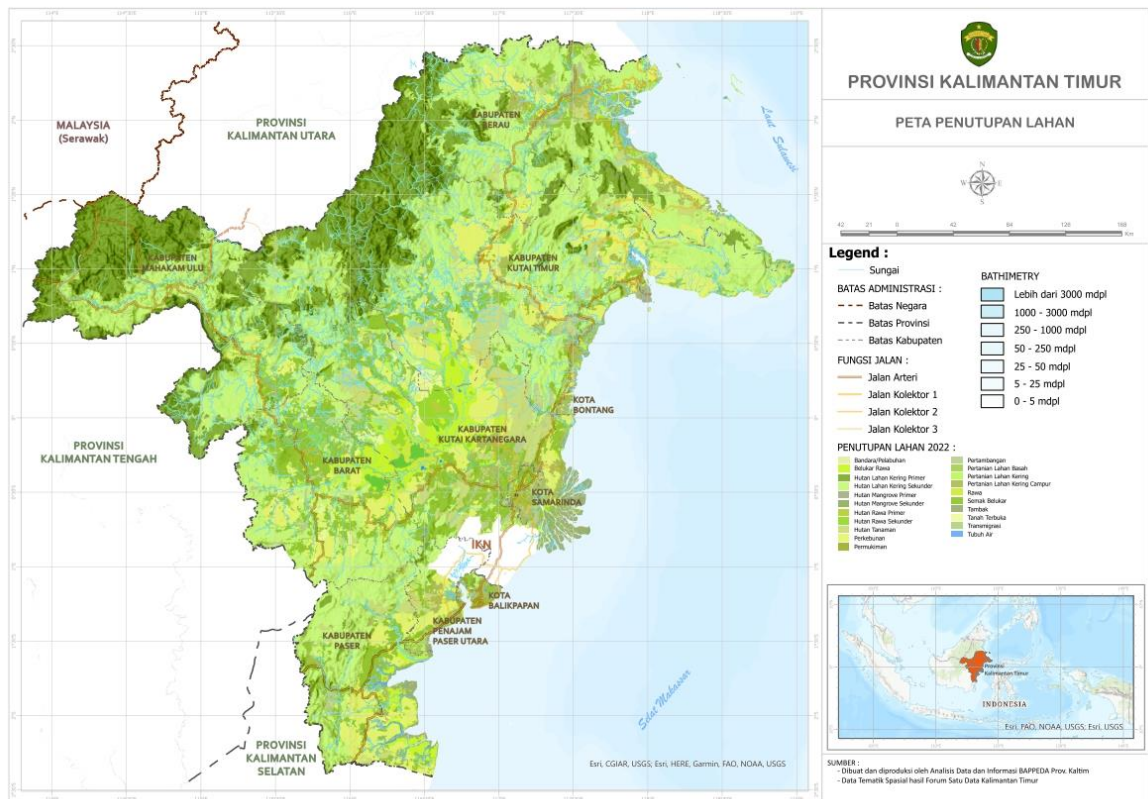 MALAYSIA
(Serawak)
PROVINSI
KALIMANTAN UTARA
KABUPATEN
BERAU
Laut Sulawesi
KABUPATEN
MAHAKAM ULU
KABUPATEN
KUTAI TIMUR
KOTA
BONTANG
KABUPATEN
KUTAI KARTANEGARA
PROVINSI
KALIMANTAN TENGAH
KABUPATEN
KUTAI
BARAT
KOTA
SAMARINDA
IKN
KOTA
BALIKPAPAN
KABUPATEN
PENAJAM
PASER UTARA
KABUPATEN
PASER
Selat Makassar
PROVINSI
KALIMANTAN
SELATAN
Esri, CGIAR, USGS; Esri, HERE, Garmin, FAO, NOAA, USGS
PROVINSI KALIMANTAN TIMUR
PETA PENUTUPAN LAHAN
N
W E
S
42 21 0 42 84 126 168
Km
Legend :
Sungai
BATAS ADMINISTRASI :
Batas Negara
Batas Provinsi
Batas Kabupaten
FUNGSI JALAN :
Jalan Arteri
Jalan Kolektor 1
Jalan Kolektor 2
Jalan Kolektor 3
BATHIMETRY
Lebih dari 3000 mdpl
1000 - 3000 mdpl
250 - 1000 mdpl
50 - 250 mdpl
25 - 50 mdpl
5 - 25 mdpl
0 - 5 mpl
PENUTUPAN LAHAN 2022 :
Bandara/Pelabuhan
Belukar Rawa
Hutan Lahan Kering Primer
Hutan Lahan Kering Sekunder
Hutan Mangrove Primer
Hutan Mangrove Sekunder
Hutan Rawa Primer
Hutan Rawa Sekunder
Hutan Tanaman
Perkebunan
Permukiman
Pertambangan
Pertanian Lahan Basah
Pertanian Lahan Kering
Pertanian Lahan Kering Campur
Rawa
Semak Belukar
Tambak
Tanah Terbuka
Transmigrasi
Tubuh Air
Provinsi
Kalimantan Timur
INDONESIA
Esri, FAO, NOAA, USGS; Esri, USGS
SUMBER :
- Dibuat dan diproduksi oleh Analisis Data dan Informasi BAPPEDA Prov. Kaltim
- Data Tematik Spasial hasil Forum Satu Data Kalimantan Timur